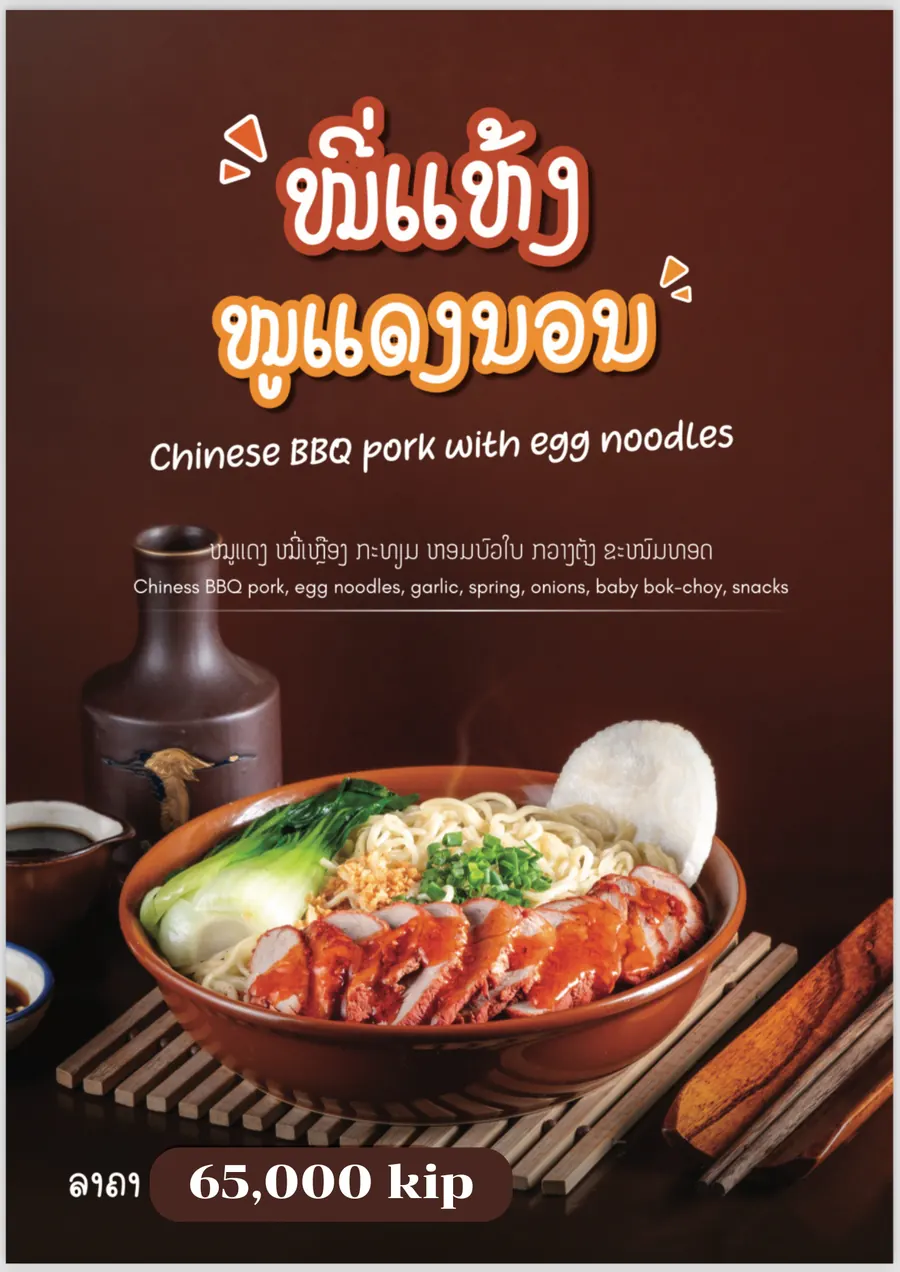 ໝີ່ແຫ້ງ
ໝູແດງນອນ
Chinese BBQ pork with egg noodles
ໝູແດງ ໝີ່ເຫຼືອງ ກະທຽມ ຫອມບົວໃບ ກວາງຕຸ້ງ ຂະໜົມທອດ
Chiness BBQ pork, egg noodles, garlic, spring, onions, baby bok-choy, snacks
ລາຄາ 65,000 kip